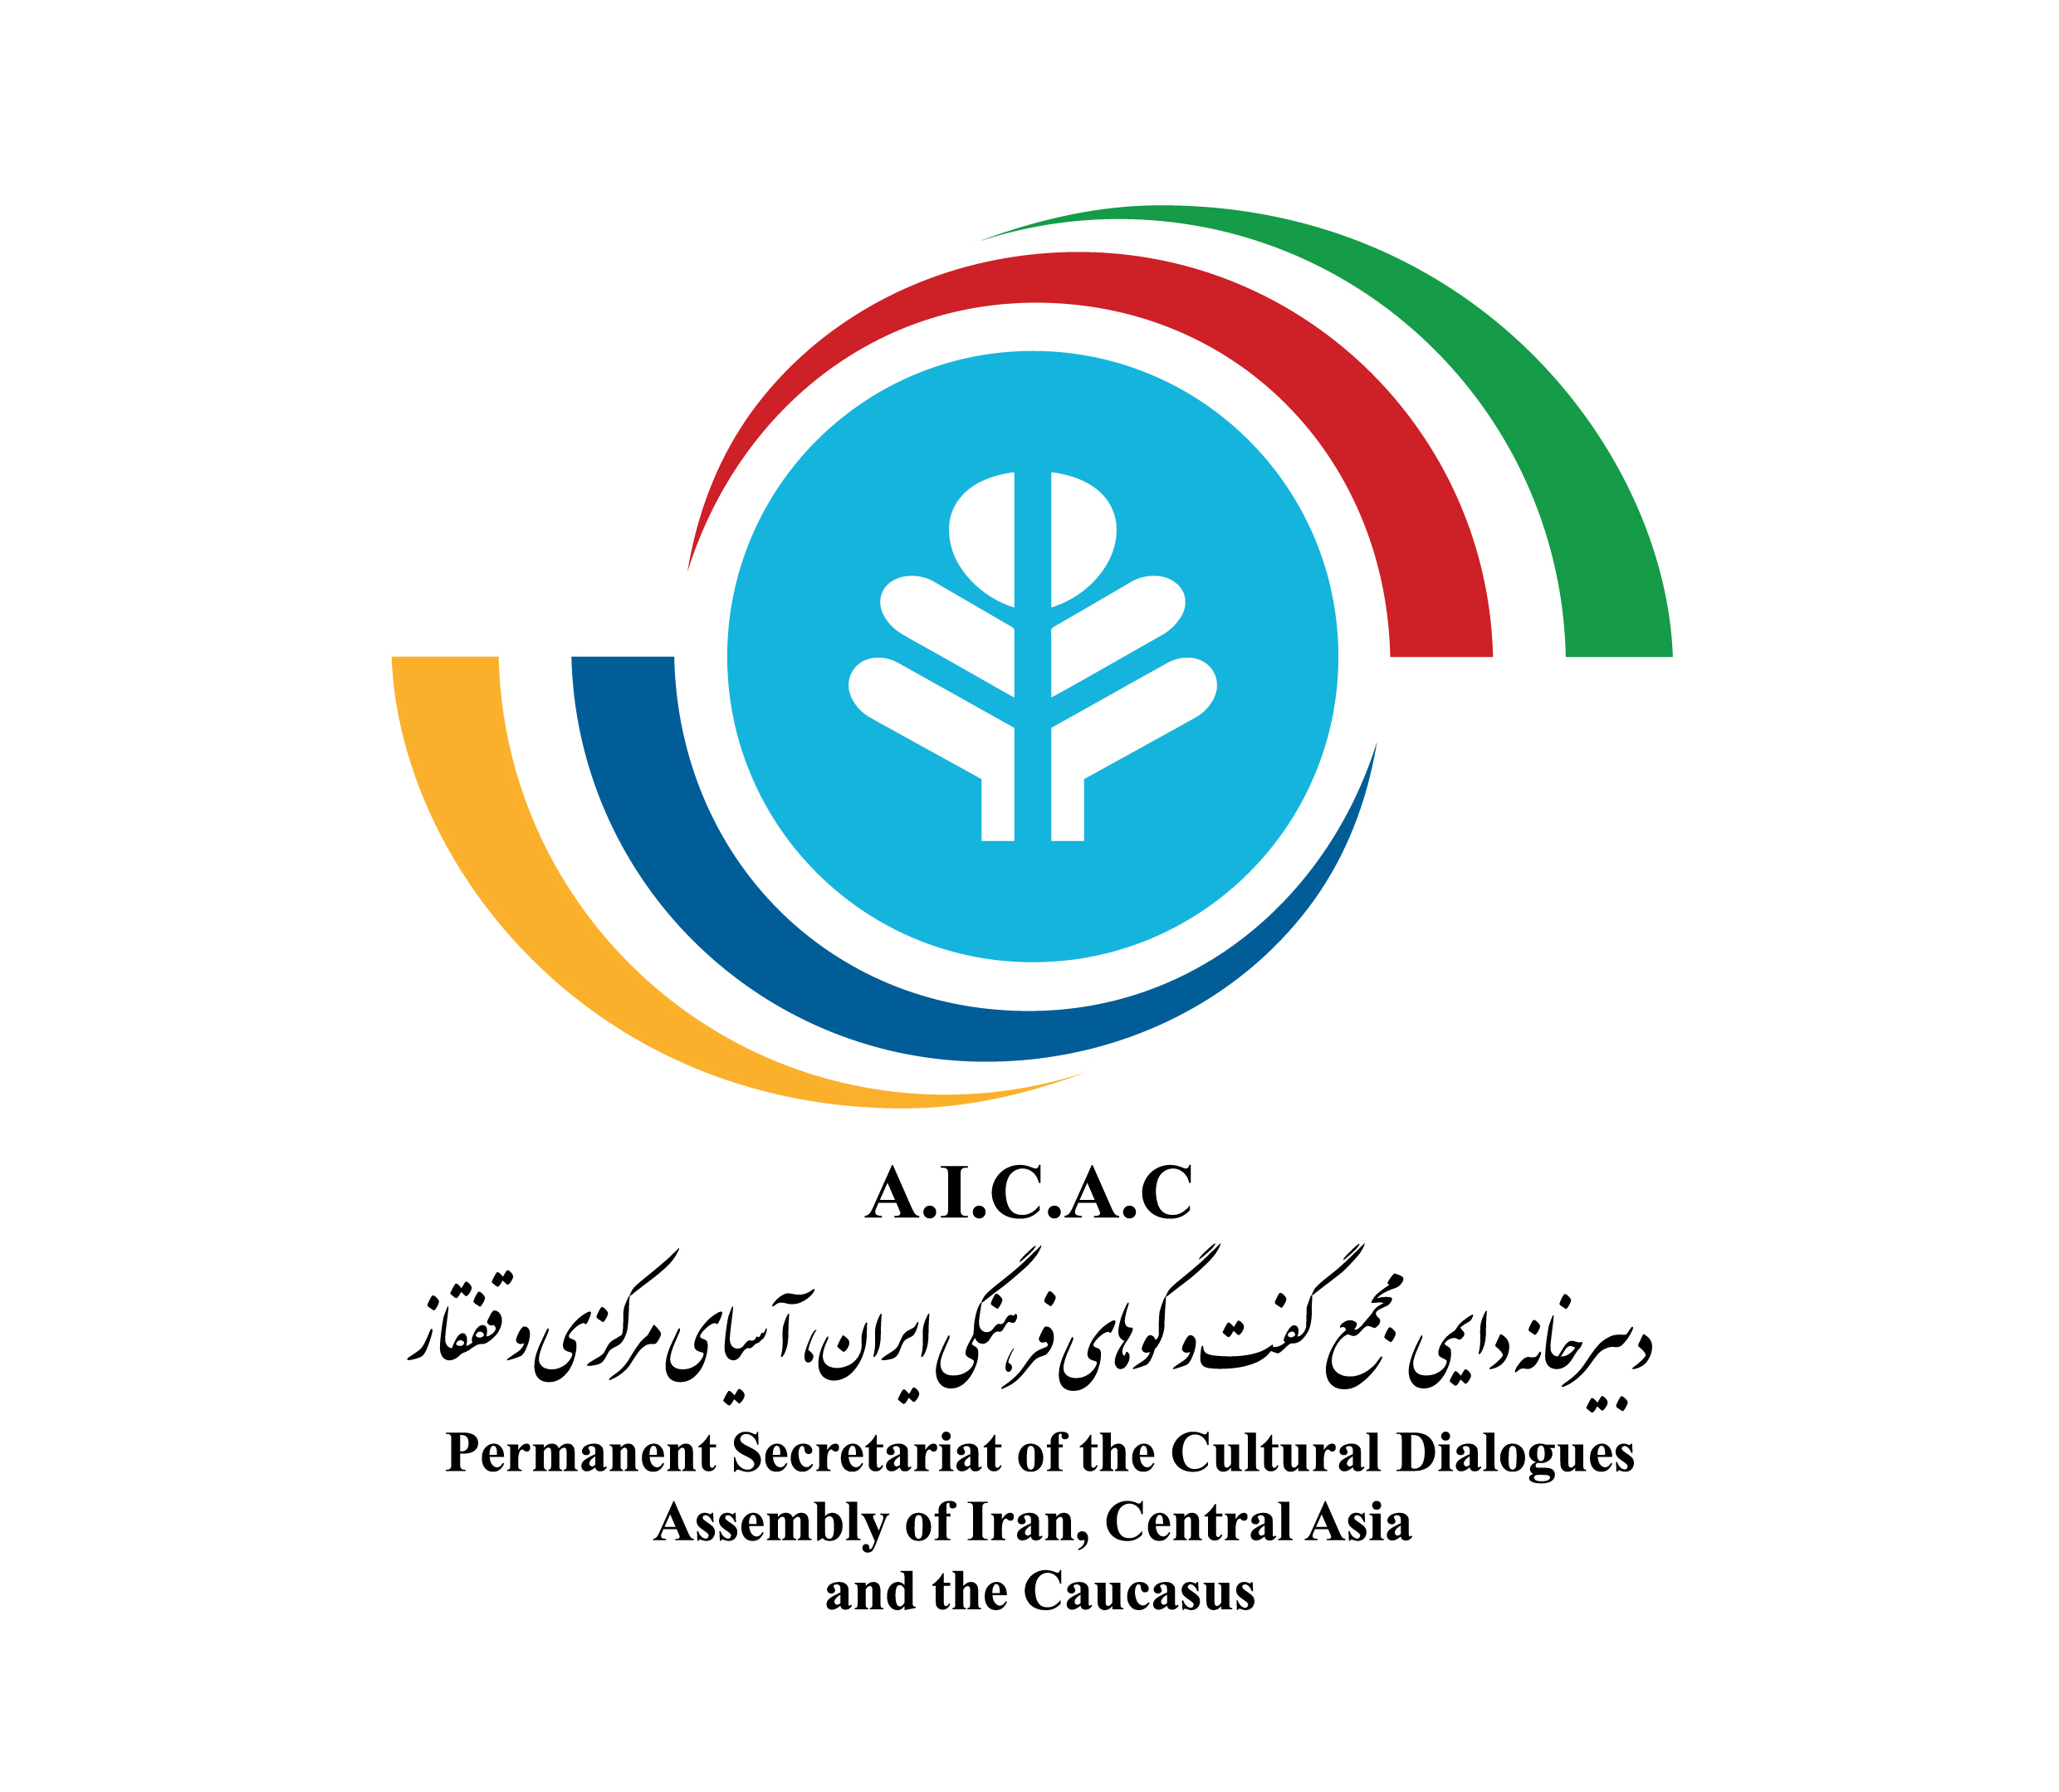 A.I.C.A.C
دبیرخانه دایمی مجمع گفت و گوهای فرهنگی ایران، آسیای مرکزی و قفقاز
Permanent Secretariat of the Cultural Dialogues
Assembly of Iran, Central Asia
and the Caucasus